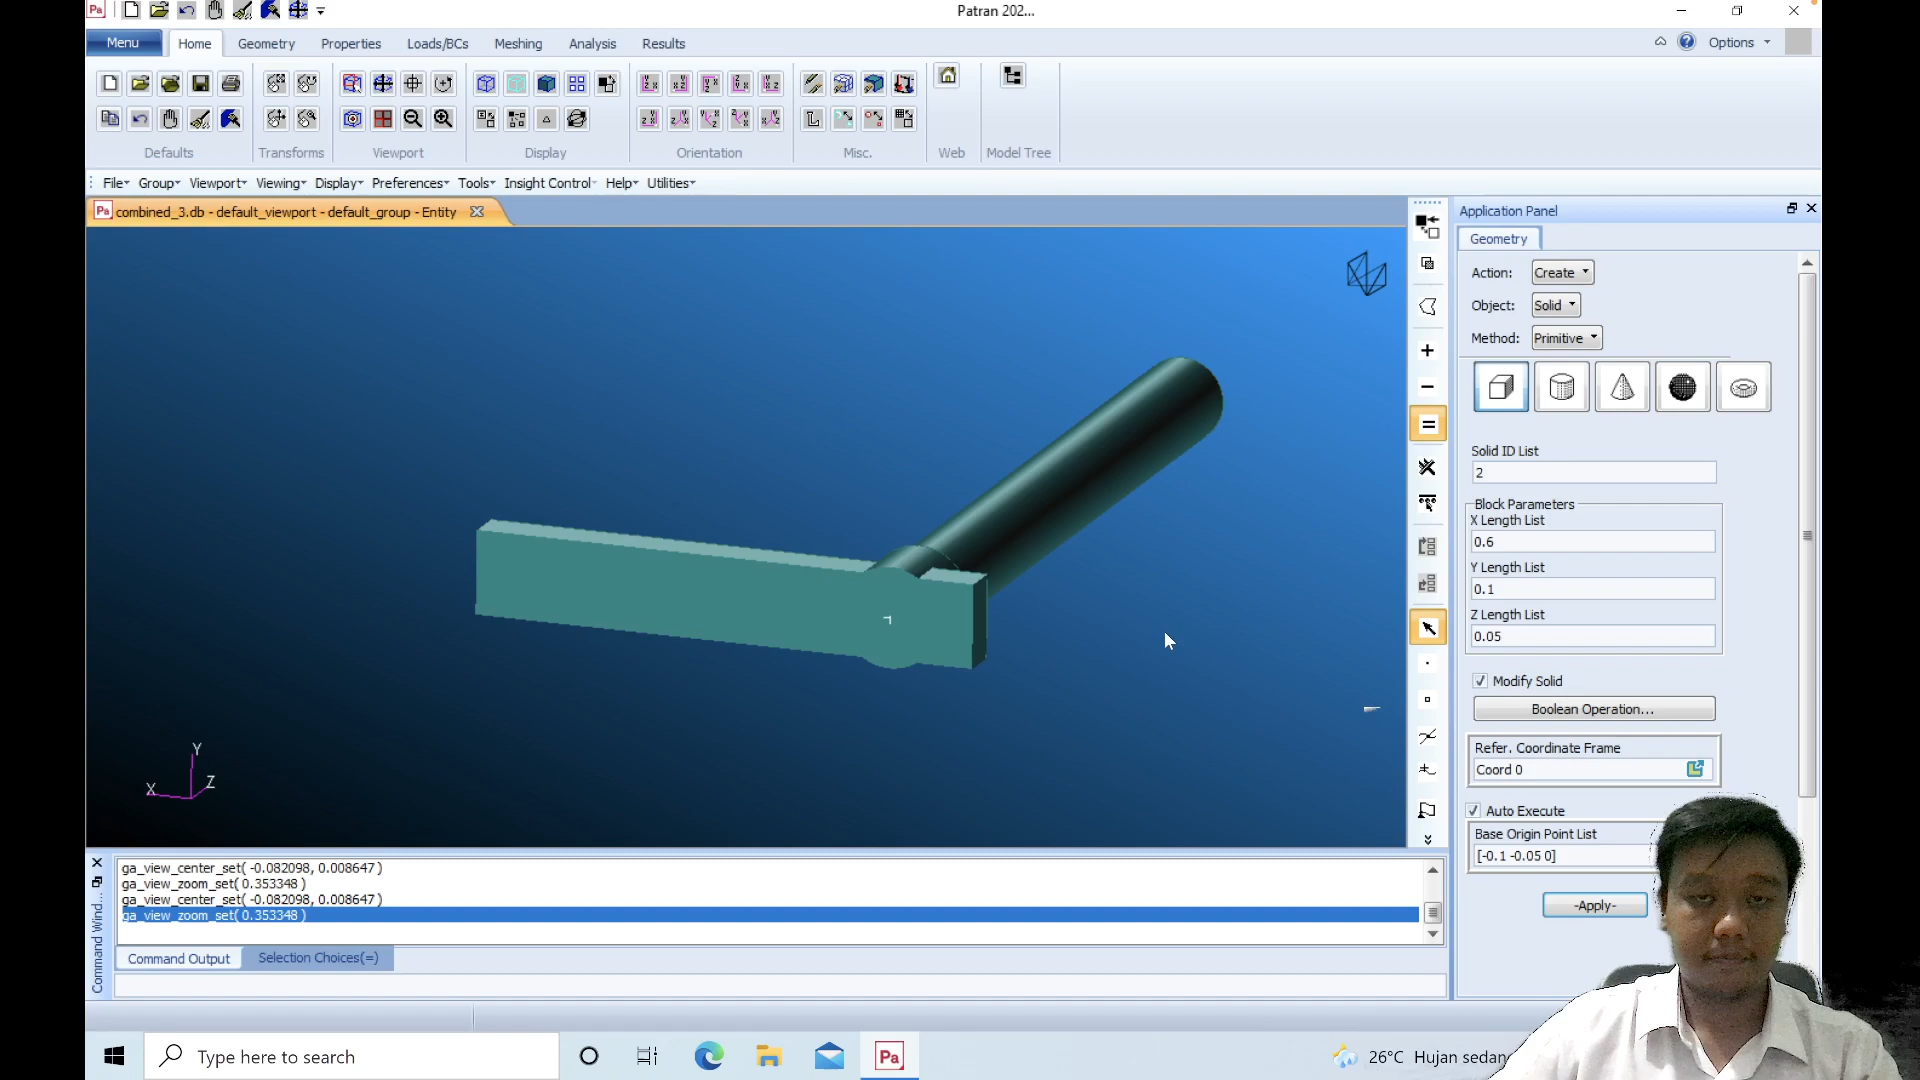 Pa
Patran 202...
Menu
Home
Geometry
Properties
Loads/BCs
Meshing
Analysis
Results
Options
Defaults
Transforms
Viewport
Display
Orientation
Misc.
Web
Model Tree
File
Group
Viewport
Viewing
Display
Preferences
Tools
Insight Control
Help
Utilities
Pa combined_3.db - default_viewport - default_group - Entity
Application Panel
Geometry
Action: Create
Object: Solid
Method: Primitive
Solid ID List
2
Block Parameters
X Length List
0.6
Y Length List
0.1
Z Length List
0.05
Modify Solid
Boolean Operation...
Refer. Coordinate Frame
Coord 0
Auto Execute
Base Origin Point List
[-0.1 -0.05 0]
-Apply-
Y
X
Z
ga_view_center_set( -0.082098, 0.008647 )
ga_view_zoom_set( 0.353348 )
ga_view_center_set( -0.082098, 0.008647 )
ga_view_zoom_set( 0.353348 )
Command Wind...
Command Output
Selection Choices(=)
Type here to search
Pa
26°C